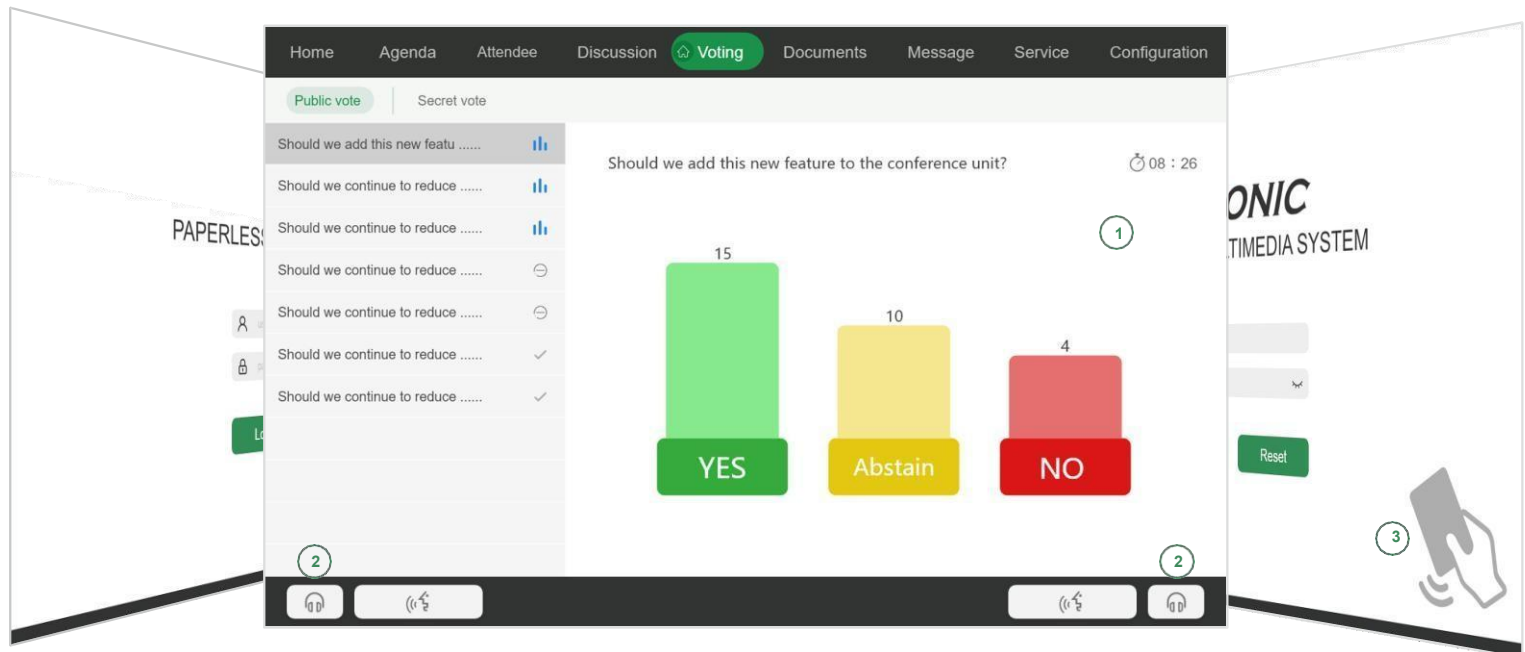 Home Agenda Attendee Discussion Voting Documents Message Service Configuration
Public vote Secret vote
Should we add this new featu ......
Should we continue to reduce ......
Should we continue to reduce ......
Should we continue to reduce ......
Should we continue to reduce ......
Should we continue to reduce ......
Should we continue to reduce ......
Should we add this new feature to the conference unit?
08 : 26
1
15
10
4
YES
Abstain
NO
2
2
PAPERLESS
Lo
ONIC
TIMEDIA SYSTEM
Reset
3